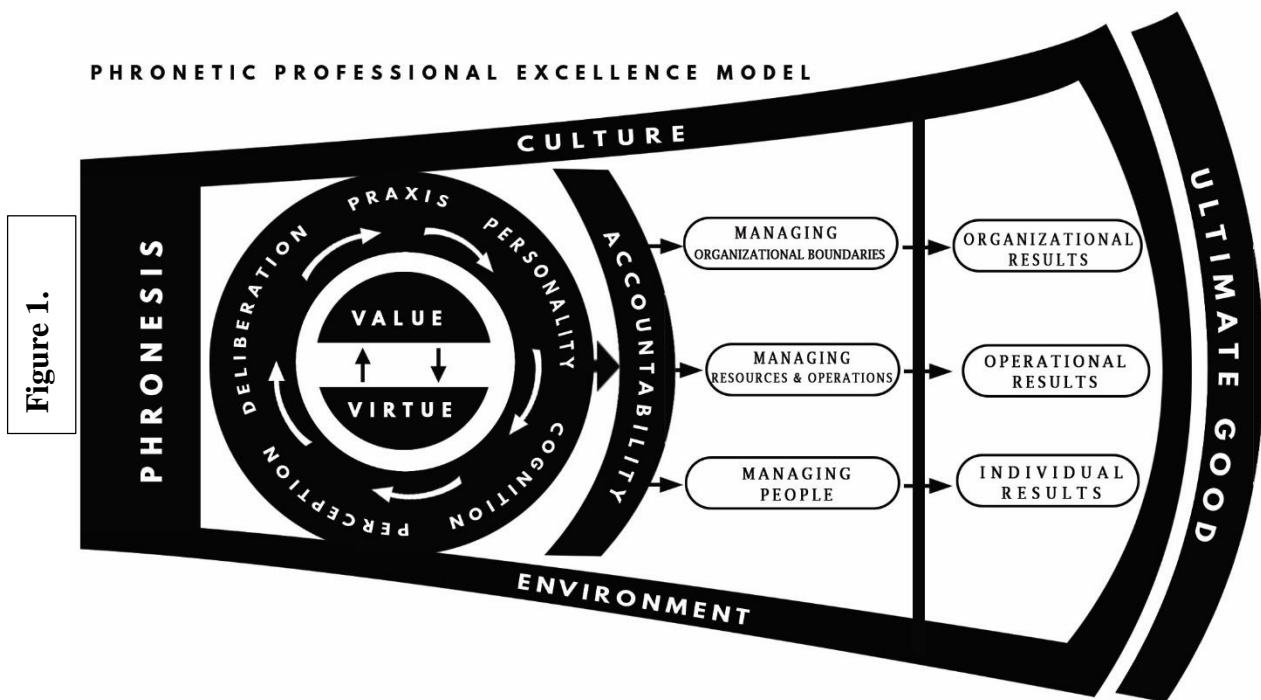 PHRONETIC PROFESSIONAL EXCELLENCE MODEL
Figure 1.
PHRONESIS
CULTURE
PRAXIS
PERSONALITY
COGNITION
PERCEPTION
DELIBERATION
VALUE
VIRTUE
ACCOUNTABILITY
MANAGING
ORGANIZATIONAL BOUNDARIES
ORGANIZATIONAL
RESULTS
MANAGING
RESOURCES & OPERATIONS
OPERATIONAL
RESULTS
MANAGING
PEOPLE
INDIVIDUAL
RESULTS
ENVIRONMENT
ULTIMATE GOOD